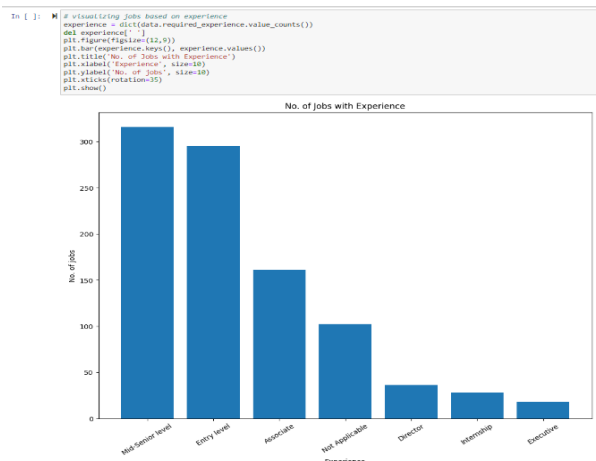 In [ ]:
# visualizing jobs based on experience
experience = dict(data.required_experience.value_counts())
del experience[' ']
plt.figure(figsize=(12,9))
plt.bar(experience.keys(), experience.values())
plt.title('No. of Jobs with Experience')
plt.xlabel('Experience', size=10)
plt.ylabel('No. of jobs', size=10)
plt.xticks(rotation=35)
plt.show()
No. of Jobs with Experience
300
250
200
150
100
50
0
No. of jobs
Mid-Senior level
Entry level
Associate
Not Applicable
Director
Internship
Executive
Experience